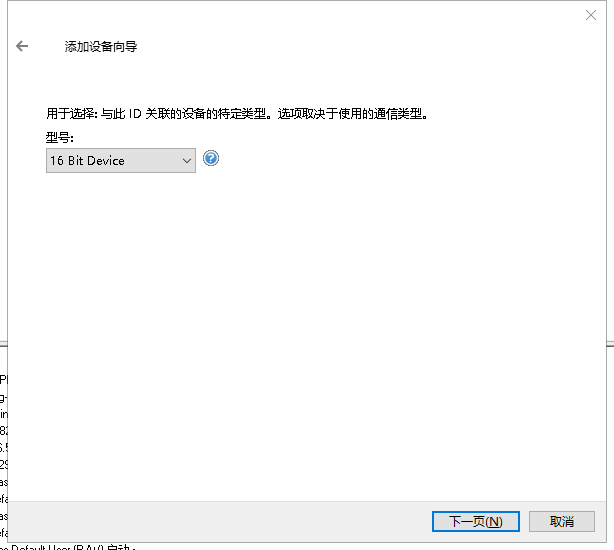 添加设备向导
用于选择: 与此 ID 关联的设备的特定类型。选项取决于使用的通信类型。
型号:
16 Bit Device
下一页(N)
取消